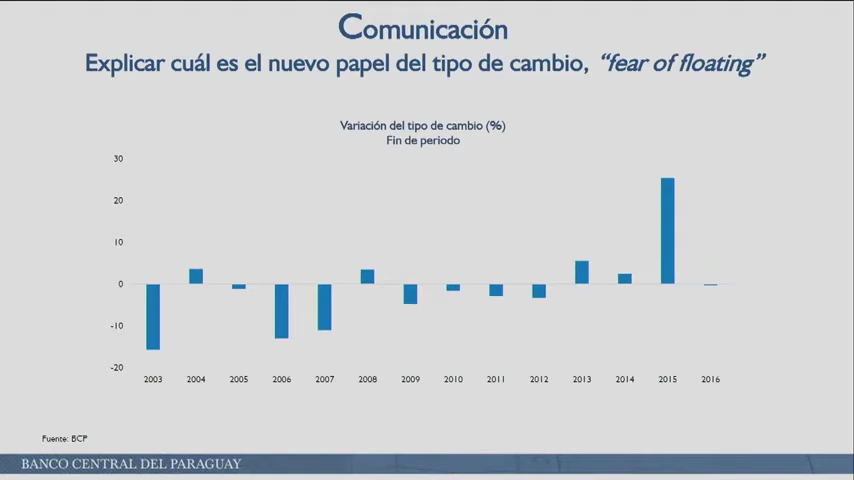 Comunicación
Explicar cuál es el nuevo papel del tipo de cambio, “fear of floating”
Variación del tipo de cambio (%)
Fin de periodo
30
20
10
0
-10
-20
2003 2004 2005 2006 2007 2008 2009 2010 2011 2012 2013 2014 2015 2016
Fuente: BCP
BANCO CENTRAL DEL PARAGUAY